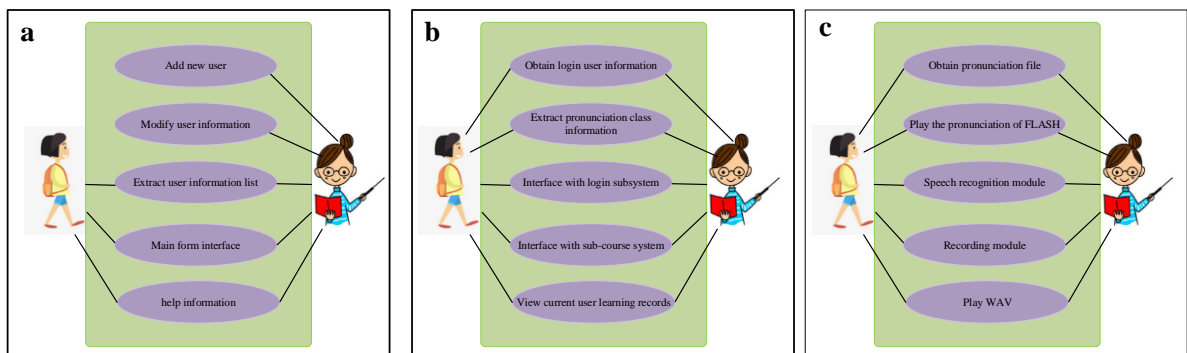 a
Add new user
Modify user information
Extract user information list
Main form interface
help information
b
Obtain login user information
Extract pronunciation class
information
Interface with login subsystem
Interface with sub-course system
View current user learning records
c
Obtain pronunciation file
Play the pronunciation of FLASH
Speech recognition module
Recording module
Play WAV